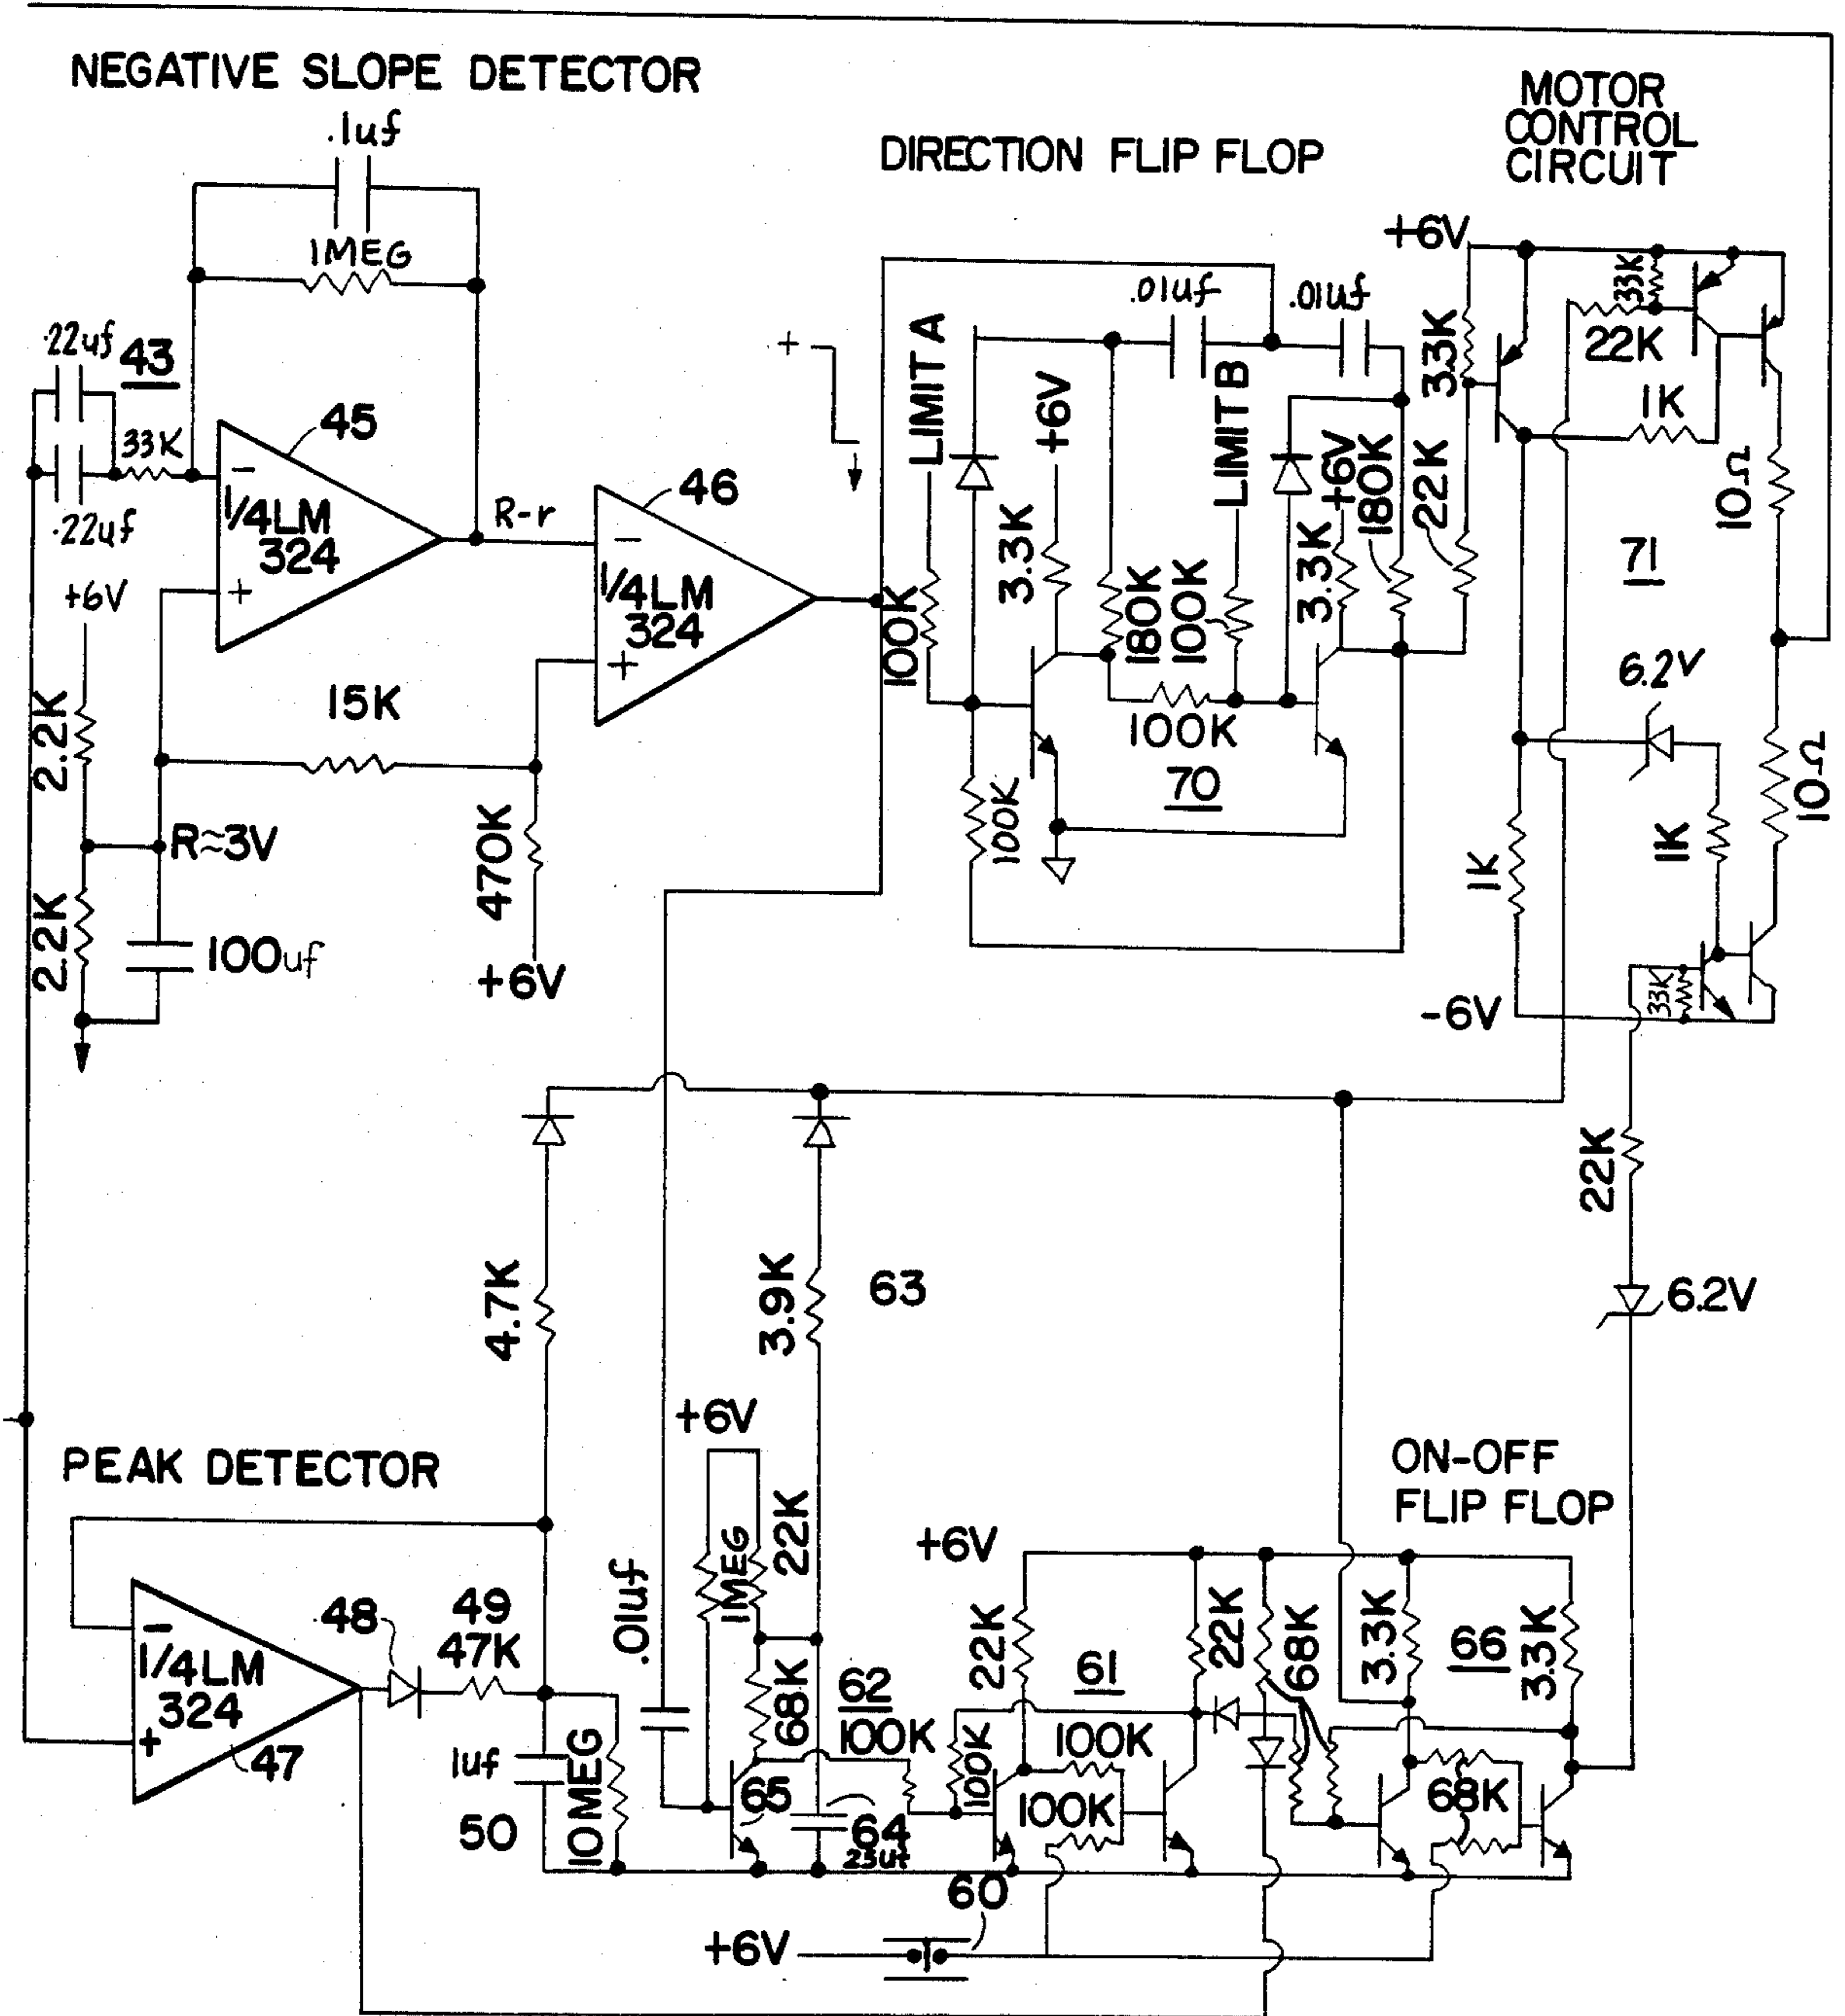 NEGATIVE SLOPE DETECTOR
.1uf
1MEG
.22uf
43
33K
.22uf
45
−
1/4LM
324
+
R-r
46
−
1/4LM
324
+
+6V
2.2K
15K
R≈3V
2.2K
100uf
470K
+6V
+
DIRECTION FLIP FLOP
.01uf
.01uf
LIMIT A
+6V
LIMIT B
+6V
180K
22K
3.3K
3.3K
100K
180K
100K
100K
70
100K
MOTOR
CONTROL
CIRCUIT
+6V
33K
33K
22K
1K
10Ω
71
6.2V
10Ω
1K
1K
33K
-6V
22K
6.2V
4.7K
3.9K
63
PEAK DETECTOR
−
1/4LM
324
+
47
48
49
47K
1uf
50
10MEG
.01uf
+6V
1MEG
22K
68K
62
100K
65
64
23uf
ON-OFF
FLIP FLOP
+6V
22K
61
22K
68K
3.3K
66
3.3K
100K
100K
100K
68K
60
+6V